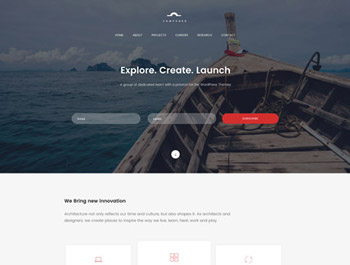 HOME ABOUT PROJECTS CAREERS RESEARCH CONTACT
Explore. Create. Launch
A group of dedicated team with a passion for the WordPress Themes
We Bring new innovation
Architecture not only reflects our time and culture, but also shapes it. As architects and
designers, we create places to inspire the way we live, learn, heal, work and play.